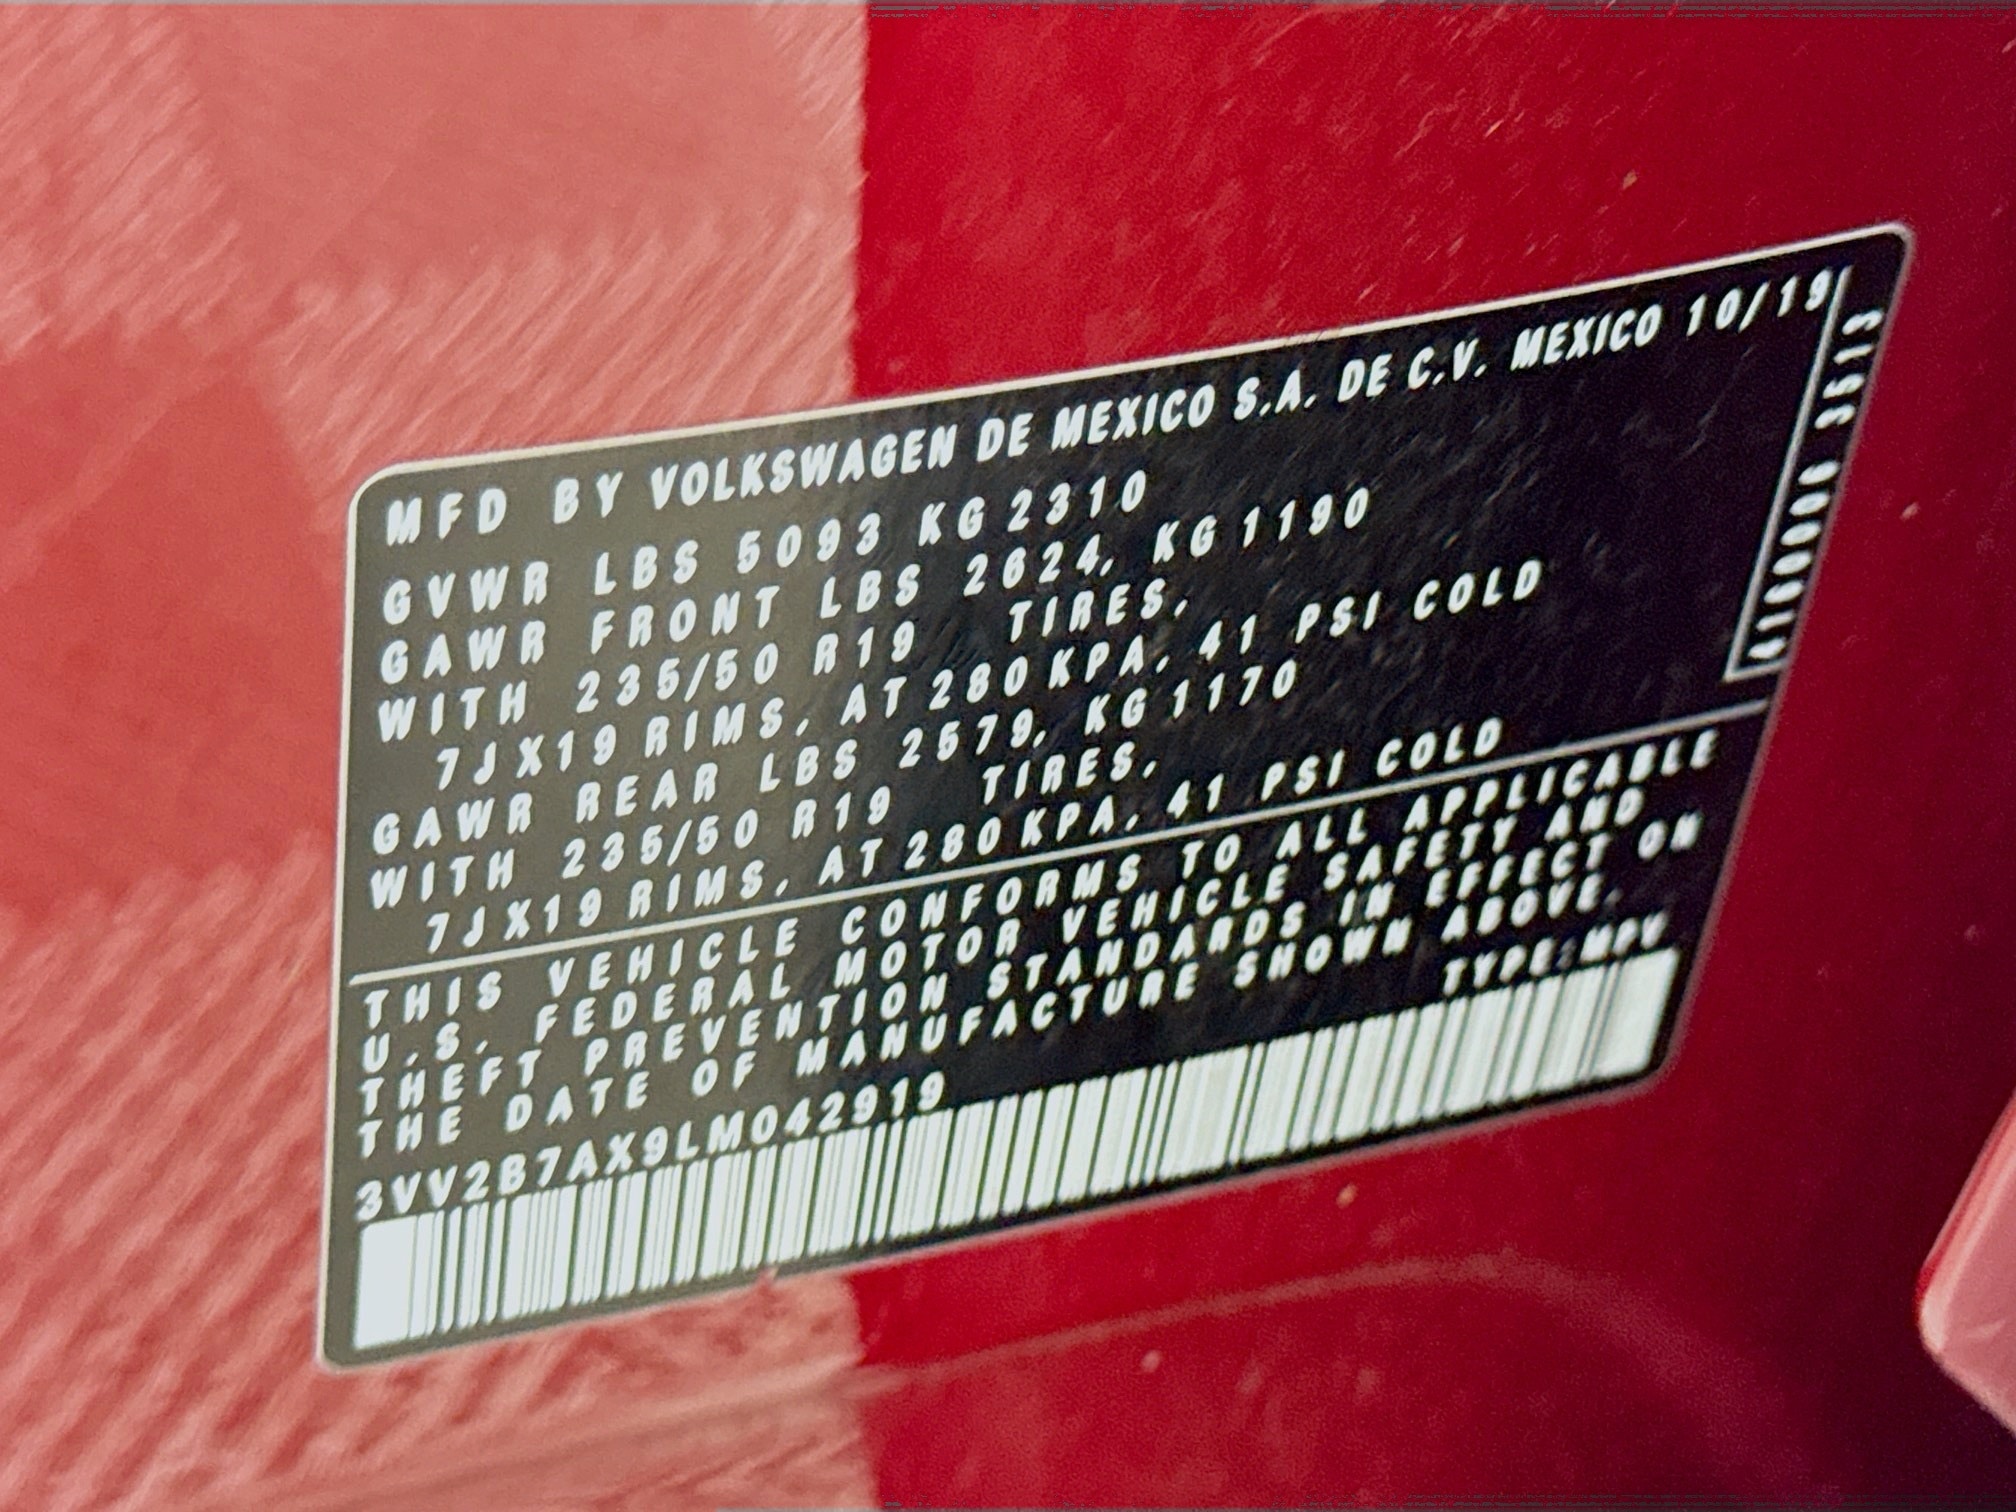 MFD BY VOLKSWAGEN DE MEXICO S.A. DE C.V. MEXICO 10/19
GVWR LBS 5093 KG 2310
GAWR FRONT LBS 2624, KG 1190
WITH 235/50 R19 TIRES,
7JX19 RIMS, AT 280 KPA, 41 PSI COLD
GAWR REAR LBS 2579, KG 1170
WITH 235/50 R19 TIRES,
7JX19 RIMS, AT 280 KPA, 41 PSI COLD
THIS VEHICLE CONFORMS TO ALL APPLICABLE
U.S. FEDERAL MOTOR VEHICLE SAFETY AND
THEFT PREVENTION STANDARDS IN EFFECT ON
THE DATE OF MANUFACTURE SHOWN ABOVE.
3VV2B7AX9LM042919 TYPE: MPV